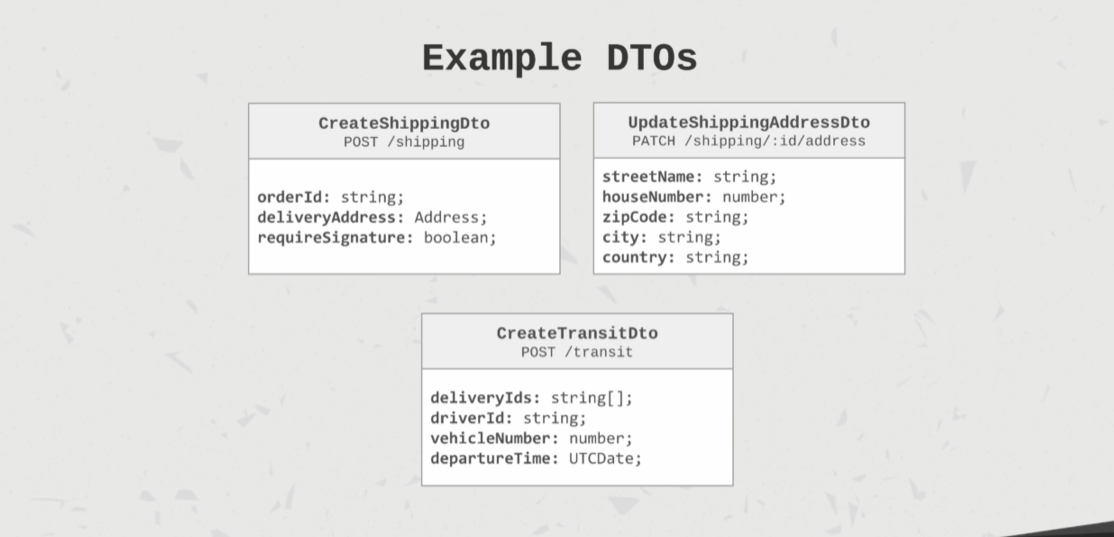 Example DTOs
CreateShippingDto
POST /shipping
orderId: string;
deliveryAddress: Address;
requireSignature: boolean;
UpdateShippingAddressDto
PATCH /shipping/:id/address
streetName: string;
houseNumber: number;
zipCode: string;
city: string;
country: string;
CreateTransitDto
POST /transit
deliveryIds: string[];
driverId: string;
vehicleNumber: number;
departureTime: UTCDate;